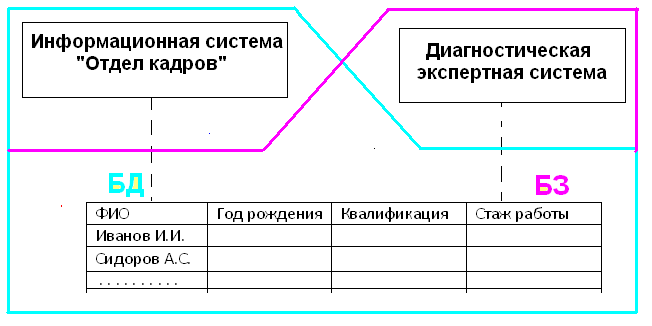 Информационная система
"Отдел кадров"
Диагностическая
экспертная система
БД
БЗ
ФИО Год рождения Квалификация Стаж работы
Иванов И.И.
Сидоров А.С.
. . . . . . . . . .